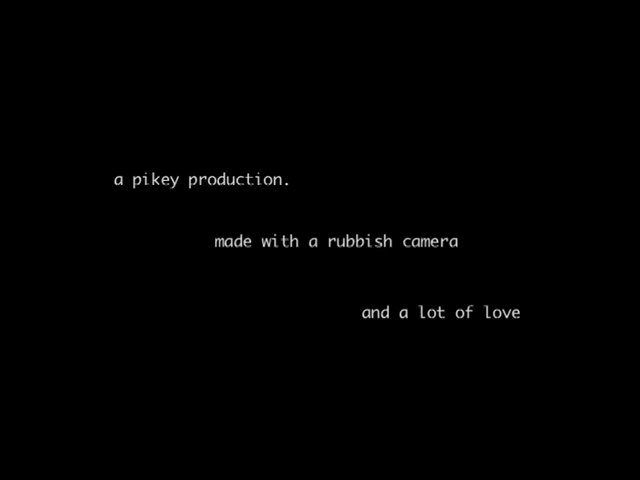 a pikey production.
made with a rubbish camera
and a lot of love